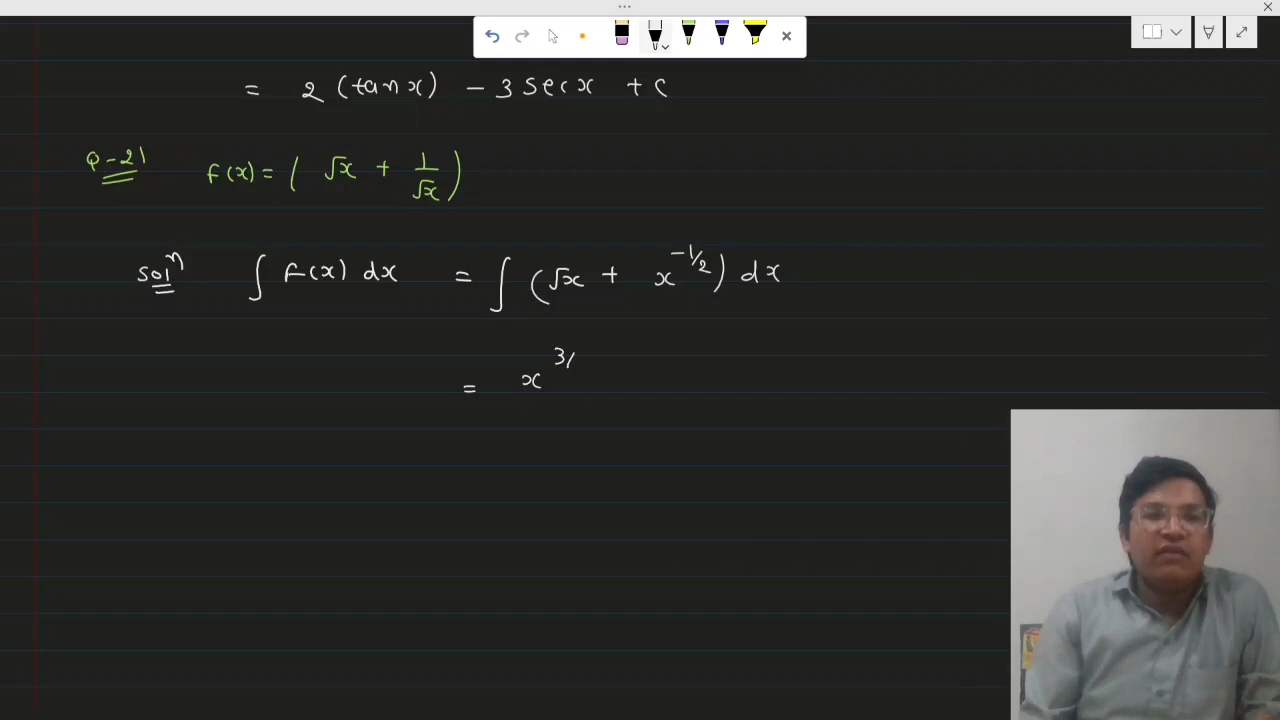 = 2 (tan x) - 3 sec x + c
Q-21 F(x) = ( √x + 1/√x )
Solⁿ ∫ F(x) dx = ∫ (√x + x^-1/2) dx
= x^3/